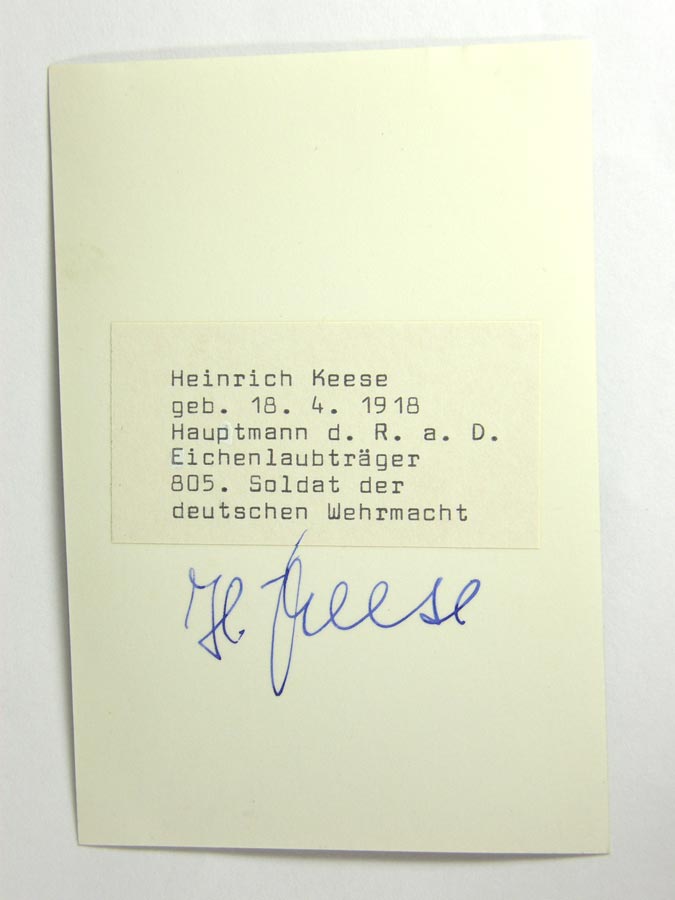 Heinrich Keese
geb. 18. 4. 1918
Hauptmann d. R. a. D.
Eichenlaubträger
805. Soldat der
deutschen Wehrmacht
H. Keese